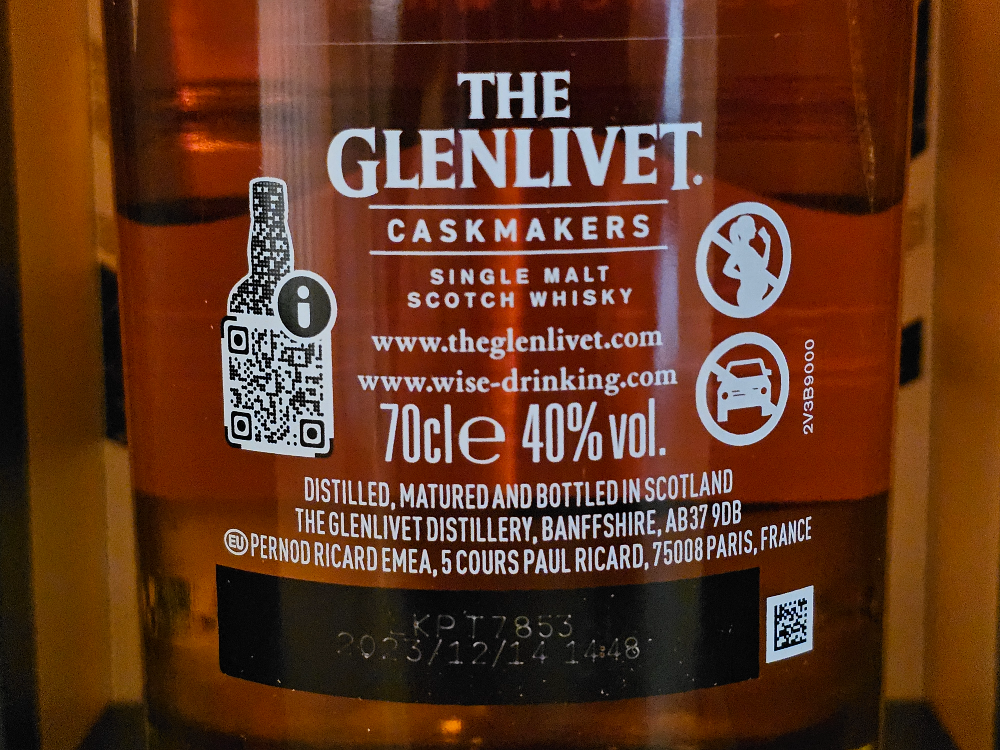 THE
GLENLIVET.
CASKMAKERS
SINGLE MALT
SCOTCH WHISKY
www.theglenlivet.com
www.wise-drinking.com
70cl e 40% vol.
2V3B9000
DISTILLED, MATURED AND BOTTLED IN SCOTLAND
THE GLENLIVET DISTILLERY, BANFFSHIRE, AB37 9DB
EU PERNOD RICARD EMEA, 5 COURS PAUL RICARD, 75008 PARIS, FRANCE
LKPT7853
2023/12/14 14:48